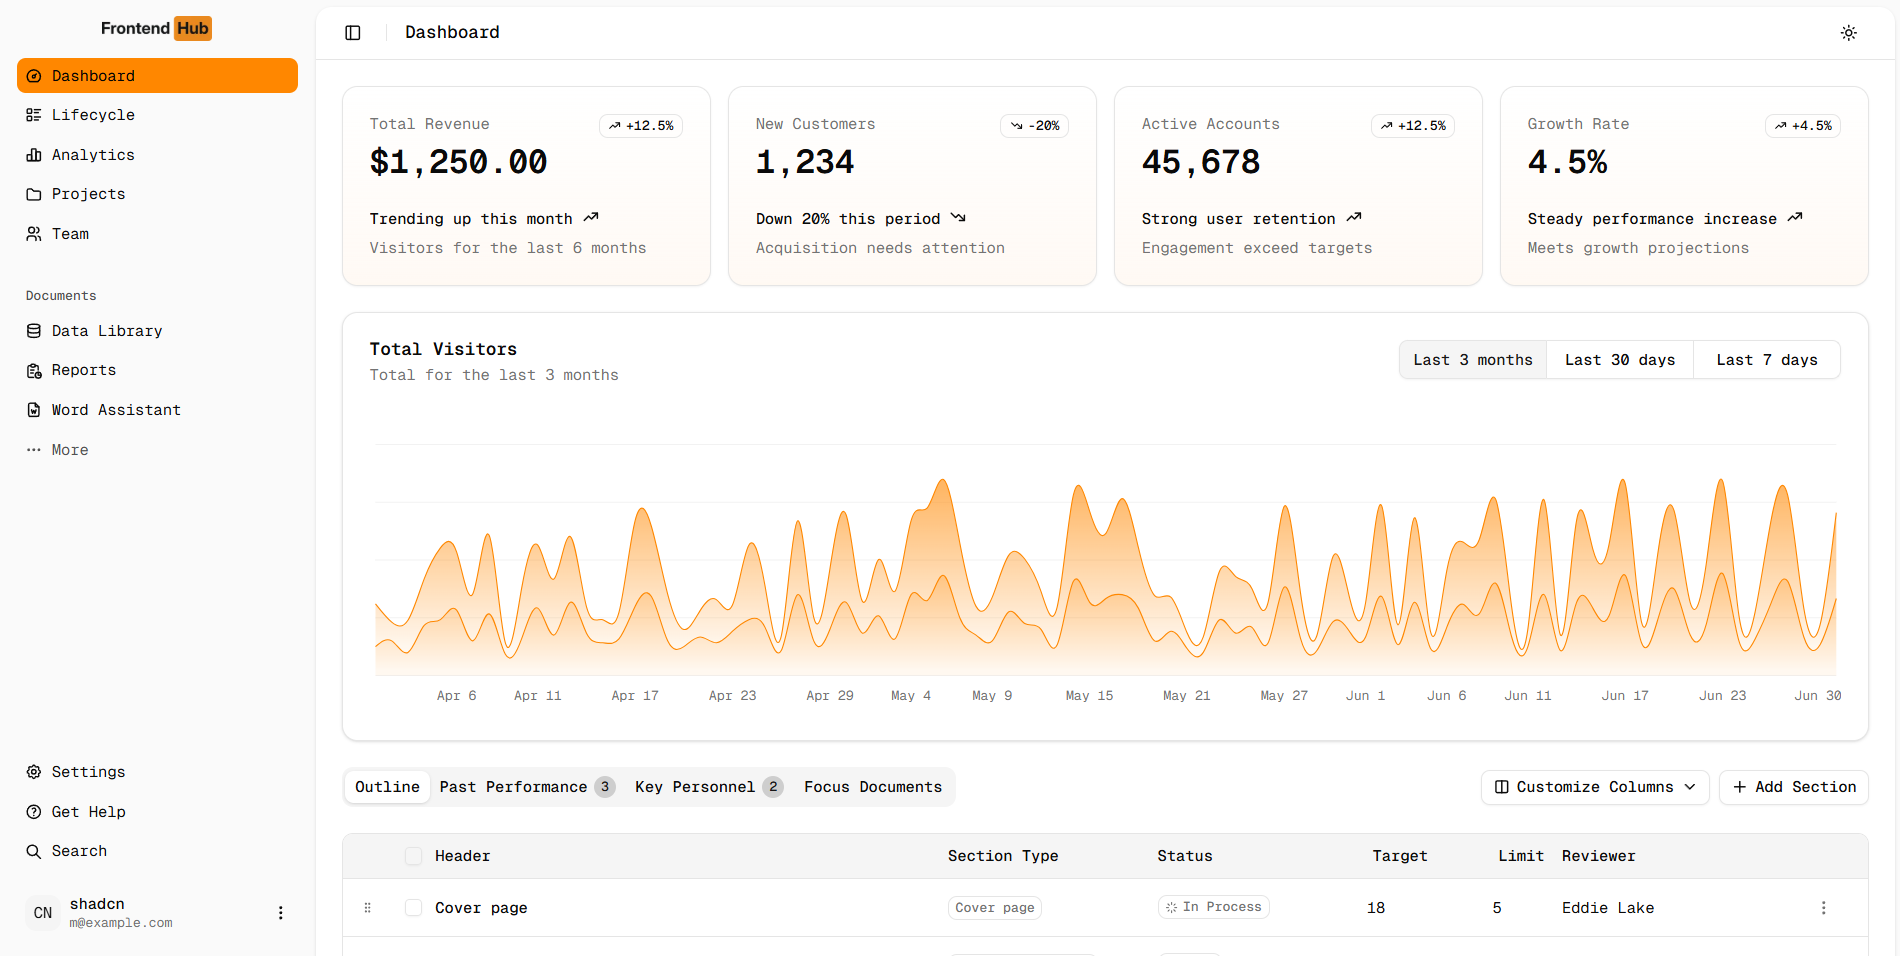 Frontend Hub
Dashboard
Lifecycle
Analytics
Projects
Team
Documents
Data Library
Reports
Word Assistant
More
Settings
Get Help
Search
CN
shadcn
m@example.com
Dashboard
Total Revenue
+12.5%
$1,250.00
Trending up this month
Visitors for the last 6 months
New Customers
-20%
1,234
Down 20% this period
Acquisition needs attention
Active Accounts
+12.5%
45,678
Strong user retention
Engagement exceed targets
Growth Rate
+4.5%
4.5%
Steady performance increase
Meets growth projections
Total Visitors
Total for the last 3 months
Last 3 months Last 30 days Last 7 days
Apr 6 Apr 11 Apr 17 Apr 23 Apr 29 May 4 May 9 May 15 May 21 May 27 Jun 1 Jun 6 Jun 11 Jun 17 Jun 23 Jun 30
Outline Past Performance 3 Key Personnel 2 Focus Documents
Customize Columns Add Section
Header Section Type Status Target Limit Reviewer
Cover page Cover page In Process 18 5 Eddie Lake